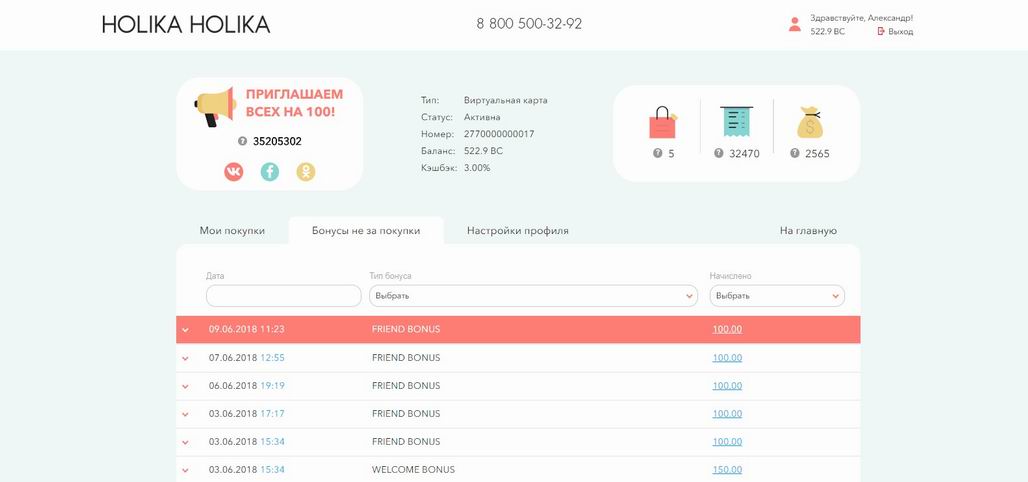 HOLIKA HOLIKA
8 800 500-32-92
Здравствуйте, Александр!
522.9 BC
Выход
ПРИГЛАШАЕМ
ВСЕХ НА 100!
? 35205302
Тип: Виртуальная карта
Статус: Активна
Номер: 2770000000017
Баланс: 522.9 BC
Кэшбэк: 3.00%
? 5
? 32470
? 2565
Мои покупки
Бонусы не за покупки
Настройки профиля
На главную
Дата
Тип бонуса
Начислено
Выбрать
Выбрать
09.06.2018 11:23 FRIEND BONUS 100.00
07.06.2018 12:55 FRIEND BONUS 100.00
06.06.2018 19:19 FRIEND BONUS 100.00
03.06.2018 17:17 FRIEND BONUS 100.00
03.06.2018 15:34 FRIEND BONUS 100.00
03.06.2018 15:34 WELCOME BONUS 150.00